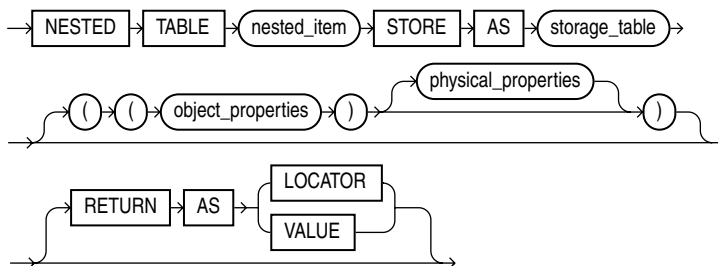 NESTED TABLE nested_item STORE AS storage_table
physical_properties
( ( object_properties ) )
LOCATOR
RETURN AS
VALUE